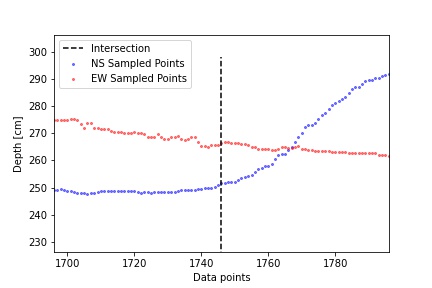 300
290
280
270
260
250
240
230
Depth [cm]
Intersection
NS Sampled Points
EW Sampled Points
1700
1720
1740
1760
1780
Data points